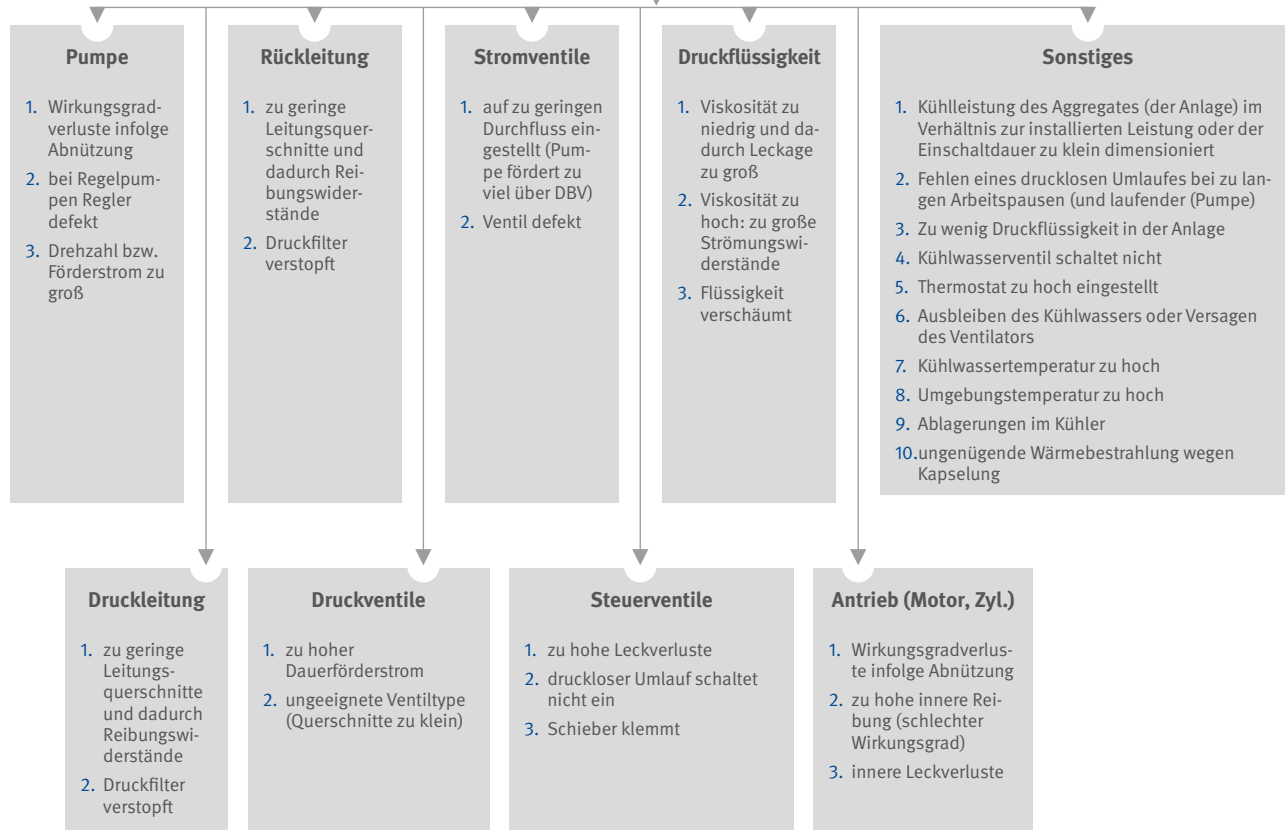 Pumpe
1. Wirkungsgrad-
verluste infolge
Abnützung
2. bei Regelpum-
pen Regler
defekt
3. Drehzahl bzw.
Förderstrom zu
groß
Rückleitung
1. zu geringe
Leitungsquer-
schnitte und
dadurch Rei-
bungswider-
stände
2. Druckfilter
verstopft
Stromventile
1. auf zu geringen
Durchfluss ein-
gestellt (Pum-
pe fördert zu
viel über DBV)
2. Ventil defekt
Druckflüssigkeit
1. Viskosität zu
niedrig und da-
durch Leckage
zu groß
2. Viskosität zu
hoch: zu große
Strömungswi-
derstände
3. Flüssigkeit
verschäumt
Sonstiges
1. Kühlleistung des Aggregates (der Anlage) im
Verhältnis zur installierten Leistung oder der
Einschaltdauer zu klein dimensioniert
2. Fehlen eines drucklosen Umlaufes bei zu lan-
gen Arbeitspausen (und laufender (Pumpe)
3. Zu wenig Druckflüssigkeit in der Anlage
4. Kühlwasserventil schaltet nicht
5. Thermostat zu hoch eingestellt
6. Ausbleiben des Kühlwassers oder Versagen
des Ventilators
7. Kühlwassertemperatur zu hoch
8. Umgebungstemperatur zu hoch
9. Ablagerungen im Kühler
10.ungenügende Wärmebestrahlung wegen
Kapselung
Druckleitung
1. zu geringe
Leitungs-
querschnitte
und dadurch
Reibungswi-
derstände
2. Druckfilter
verstopft
Druckventile
1. zu hoher
Dauerförderstrom
2. ungeeignete Ventiltype
(Querschnitte zu klein)
Steuerventile
1. zu hohe Leckverluste
2. druckloser Umlauf schaltet
nicht ein
3. Schieber klemmt
Antrieb (Motor, Zyl.)
1. Wirkungsgradverlus-
te infolge Abnützung
2. zu hohe innere Rei-
bung (schlechter
Wirkungsgrad)
3. innere Leckverluste